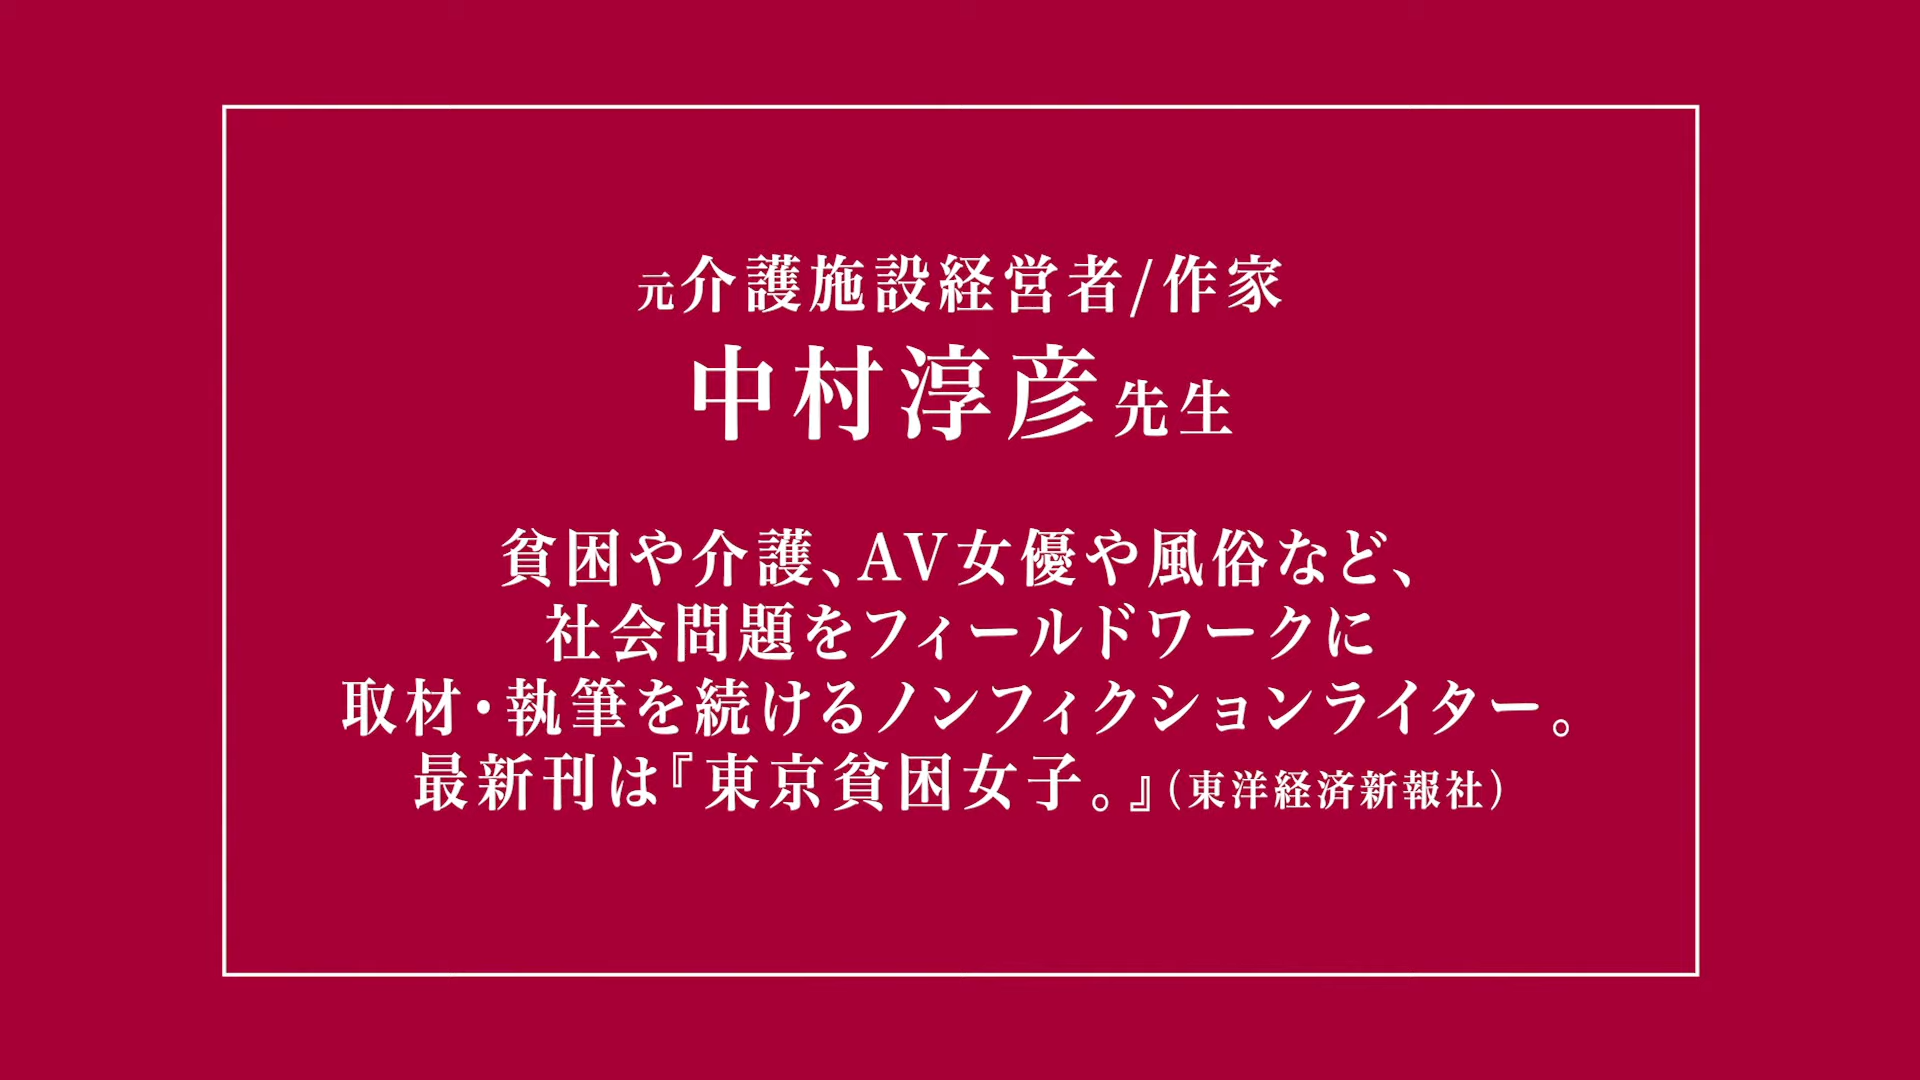 元介護施設経営者/作家
中村淳彦先生
貧困や介護、AV女優や風俗など、
社会問題をフィールドワークに
取材・執筆を続けるノンフィクションライター。
最新刊は『東京貧困女子。』（東洋経済新報社）